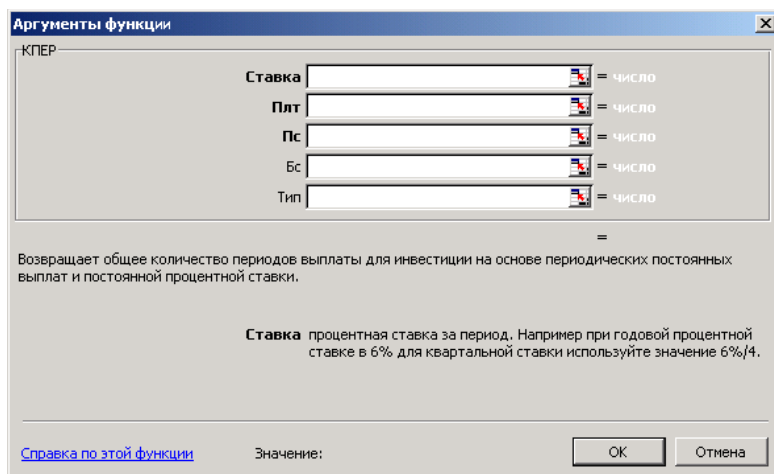 Аргументы функции
КПЕР
Ставка = число
Плт = число
Пс = число
Бс = число
Тип = число
=
Возвращает общее количество периодов выплаты для инвестиции на основе периодических постоянных
выплат и постоянной процентной ставки.
Ставка процентная ставка за период. Например при годовой процентной
ставке в 6% для квартальной ставки используйте значение 6%/4.
Справка по этой функции Значение: ОК Отмена